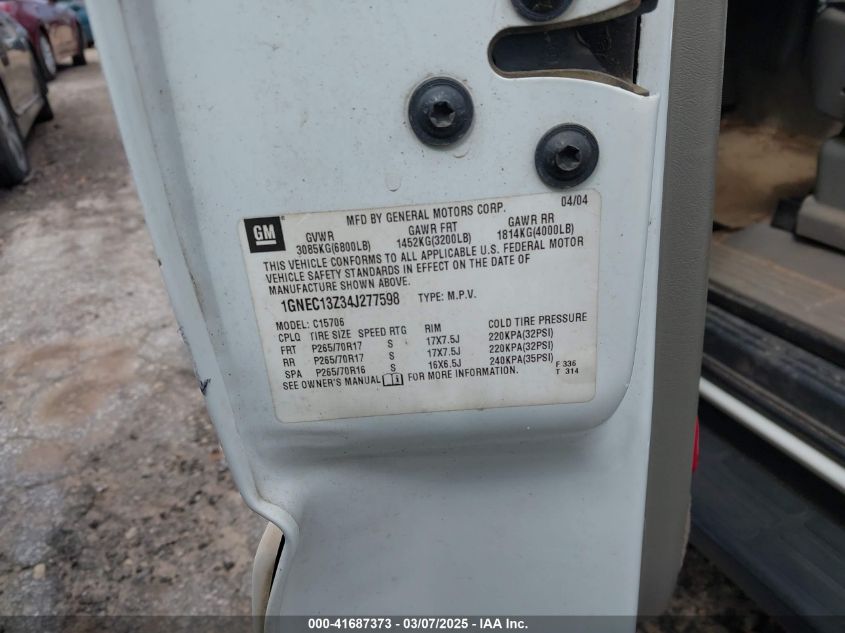 MFD BY GENERAL MOTORS CORP. 04/04
GM GVWR GAWR FRT GAWR RR
3085KG(6800LB) 1452KG(3200LB) 1814KG(4000LB)
THIS VEHICLE CONFORMS TO ALL APPLICABLE U.S. FEDERAL MOTOR
VEHICLE SAFETY STANDARDS IN EFFECT ON THE DATE OF
MANUFACTURE SHOWN ABOVE.
1GNEC13Z34J277598 TYPE: M.P.V.
MODEL: C15706
CPLQ TIRE SIZE SPEED RTG RIM COLD TIRE PRESSURE
FRT P265/70R17 S 17X7.5J 220KPA(32PSI)
RR P265/70R17 S 17X7.5J 220KPA(32PSI)
SPA P265/70R16 S 16X6.5J 240KPA(35PSI)
SEE OWNER'S MANUAL FOR MORE INFORMATION.
F 336
T 314
000-41687373 - 03/07/2025 - IAA Inc.